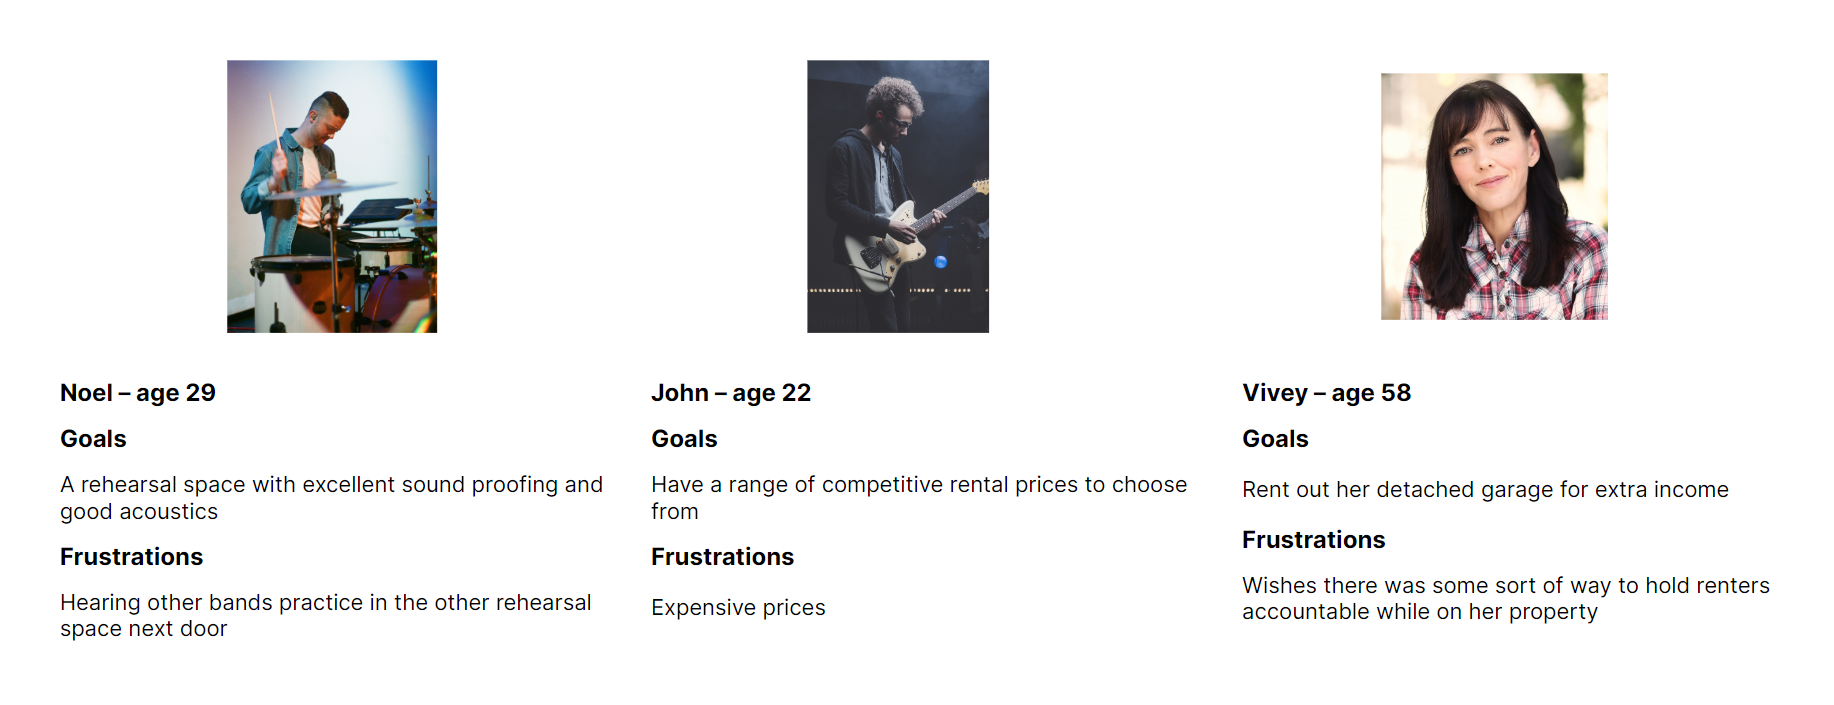 Noel – age 29
Goals
A rehearsal space with excellent sound proofing and
good acoustics
Frustrations
Hearing other bands practice in the other rehearsal
space next door
John – age 22
Goals
Have a range of competitive rental prices to choose
from
Frustrations
Expensive prices
Vivey – age 58
Goals
Rent out her detached garage for extra income
Frustrations
Wishes there was some sort of way to hold renters
accountable while on her property